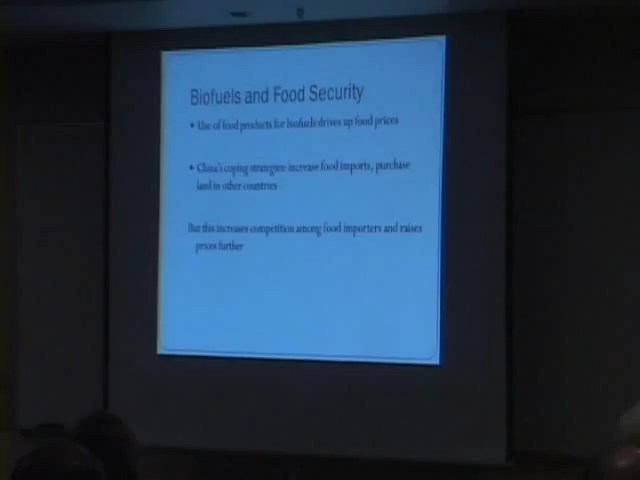 Biofuels and Food Security
• Use of food products for biofuels drives up food prices
• China's coping strategies: increase food imports, purchase
land in other countries
But this increases competition among food importers and raises
prices further